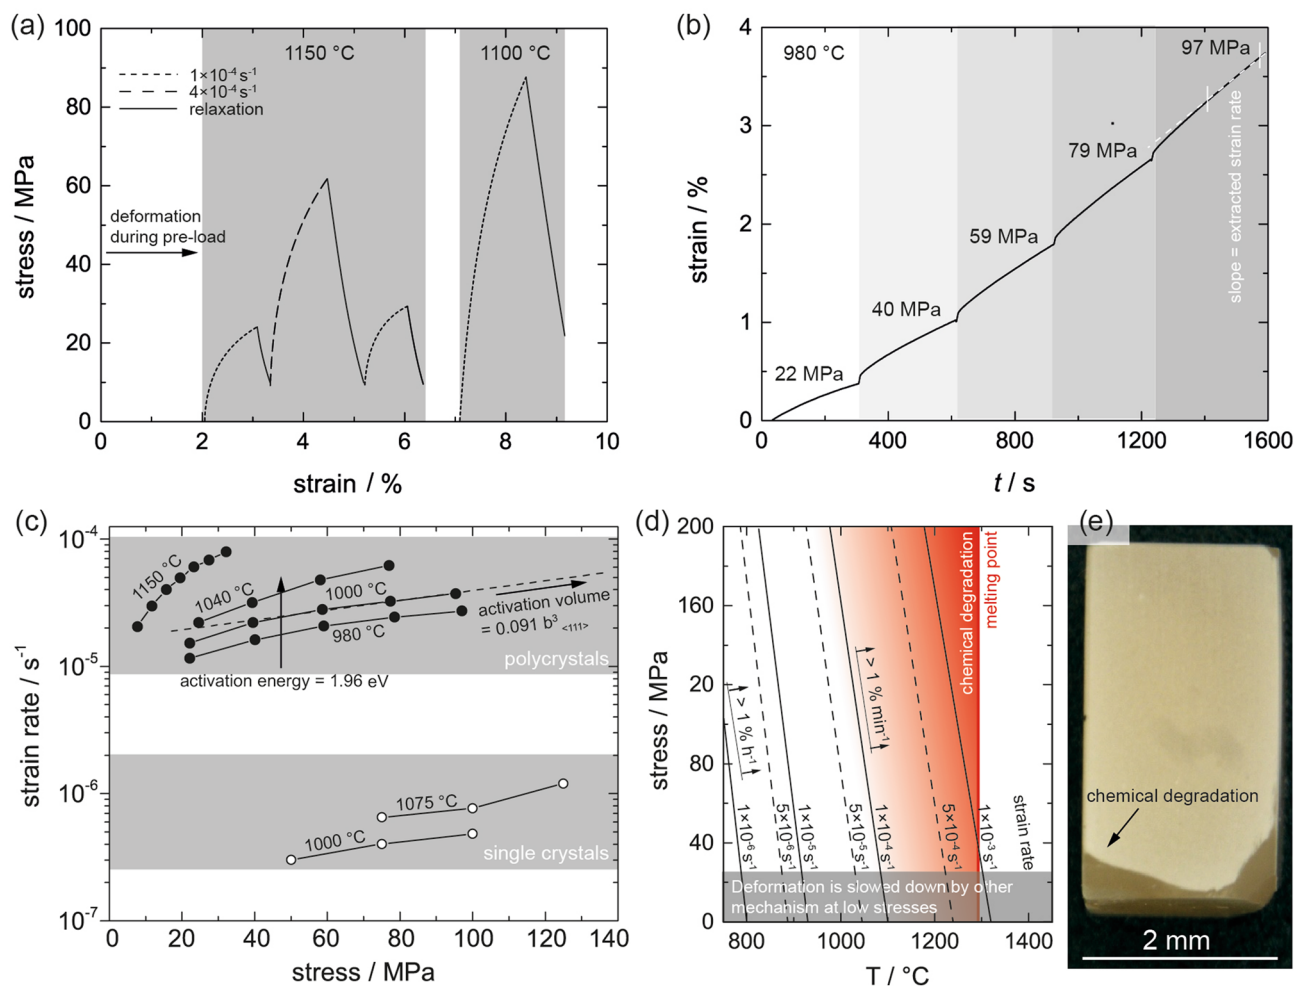 (a)
100
80
60
40
20
0
0
2
4
6
8
10
stress / MPa
strain / %
1150 °C
1100 °C
1×10-4 s-1
4×10-4 s-1
relaxation
deformation
during pre-load
(b)
4
3
2
1
0
0
400
800
1200
1600
strain / %
t / s
980 °C
22 MPa
40 MPa
59 MPa
79 MPa
97 MPa
slope = extracted strain rate
(c)
10-4
10-5
10-6
10-7
0
20
40
60
80
100
120
140
strain rate / s-1
stress / MPa
1150 °C
1040 °C
1000 °C
980 °C
activation volume
= 0.091 b3 <111>
polycrystals
activation energy = 1.96 eV
1075 °C
1000 °C
single crystals
(d)
200
160
20
20
80
40
0
800
1000
1200
1400
stress / MPa
T / °C
chemical degradation
melting point
> 1 % h-1
> 1 % min-1
1×10-6 s-1
5×10-6 s-1
1×10-5 s-1
5×10-5 s-1
1×10-4 s-1
5×10-4 s-1
1×10-3 s-1
strain rate
Deformation is slowed down by other
mechanism at low stresses
(e)
chemical degradation
2 mm